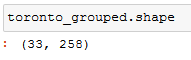 toronto_grouped.shape
: (33, 258)